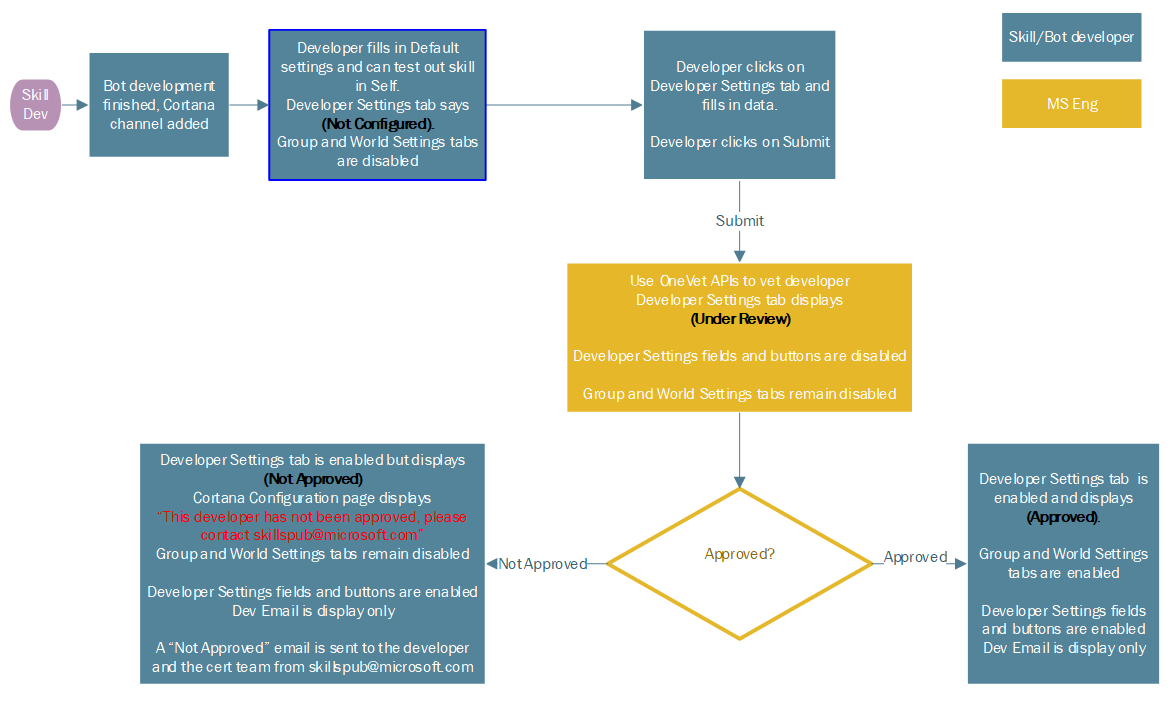 Skill
Dev
Bot development
finished, Cortana
channel added
Developer fills in Default
settings and can test out skill
in Self.
Developer Settings tab says
(Not Configured).
Group and World Settings tabs
are disabled
Developer clicks on
Developer Settings tab and
fills in data.
Developer clicks on Submit
Skill/Bot developer
MS Eng
Submit
Use OneVet APIs to vet developer
Developer Settings tab displays
(Under Review)
Developer Settings fields and buttons are disabled
Group and World Settings tabs remain disabled
Developer Settings tab is enabled but displays
(Not Approved)
Cortana Configuration page displays
“This developer has not been approved, please
contact skillspub@microsoft.com”
Group and World Settings tabs remain disabled
Developer Settings fields and buttons are enabled
Dev Email is display only
A “Not Approved” email is sent to the developer
and the cert team from skillspub@microsoft.com
Not Approved
Approved?
Approved
Developer Settings tab is
enabled and displays
(Approved).
Group and World Settings
tabs are enabled
Developer Settings fields
and buttons are enabled
Dev Email is display only